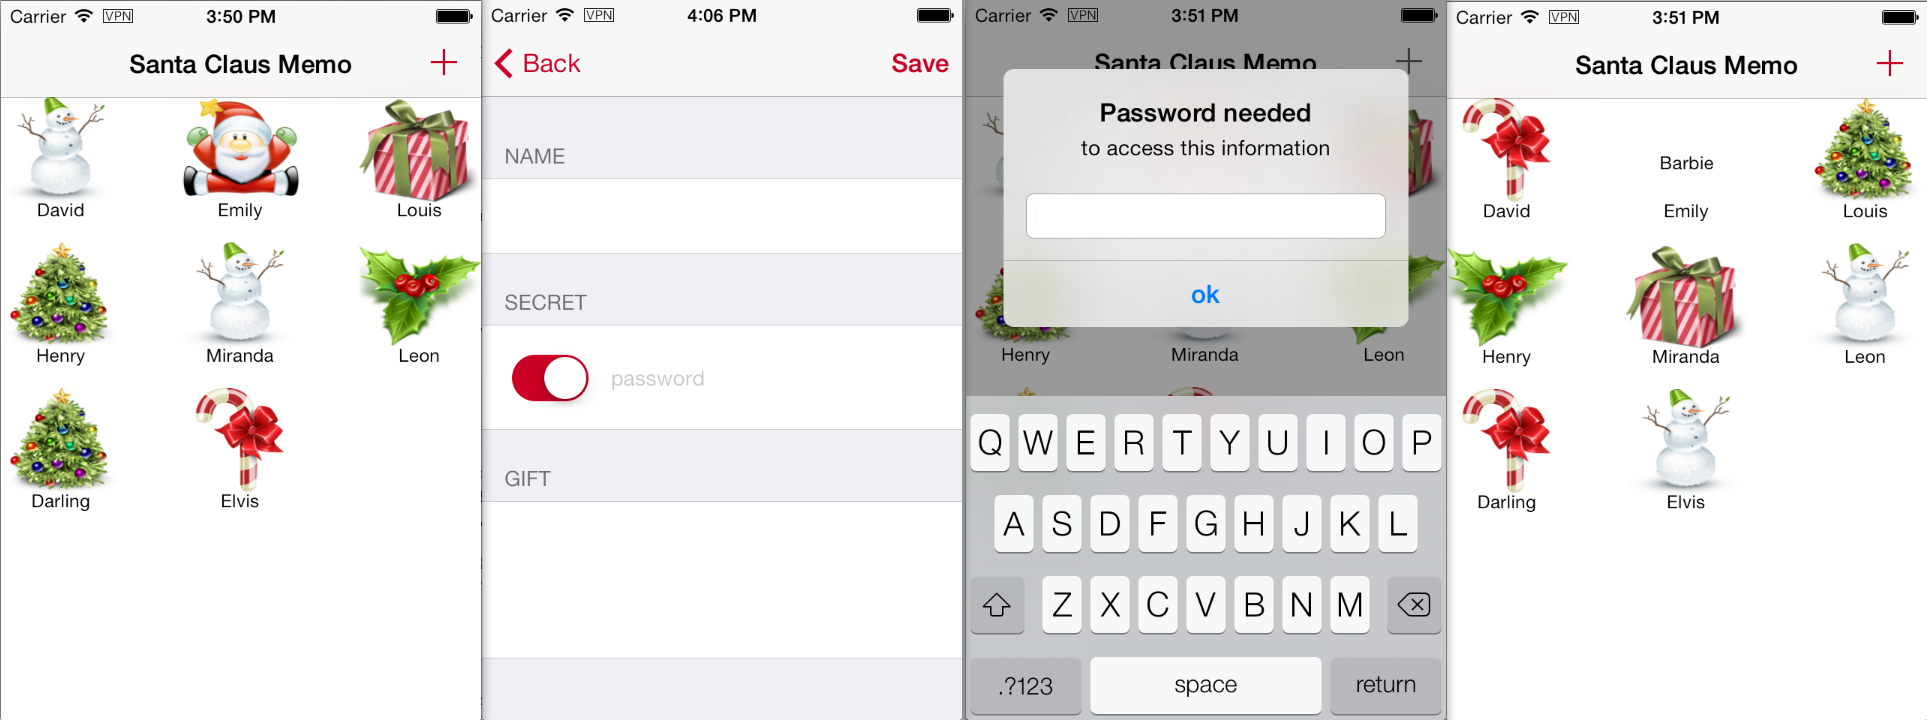 Carrier VPN 3:50 PM
Santa Claus Memo
David Emily Louis
Henry Miranda Leon
Darling Elvis
Carrier VPN 4:06 PM
Back Save
NAME
SECRET
password
GIFT
Carrier VPN 3:51 PM
Santa Claus Memo
Password needed
to access this information
ok
Henry Miranda Leon
Q W E R T Y U I O P
A S D F G H J K L
Z X C V B N M
.?123 space return
Carrier VPN 3:51 PM
Santa Claus Memo
Barbie
David Emily Louis
Henry Miranda Leon
Darling Elvis